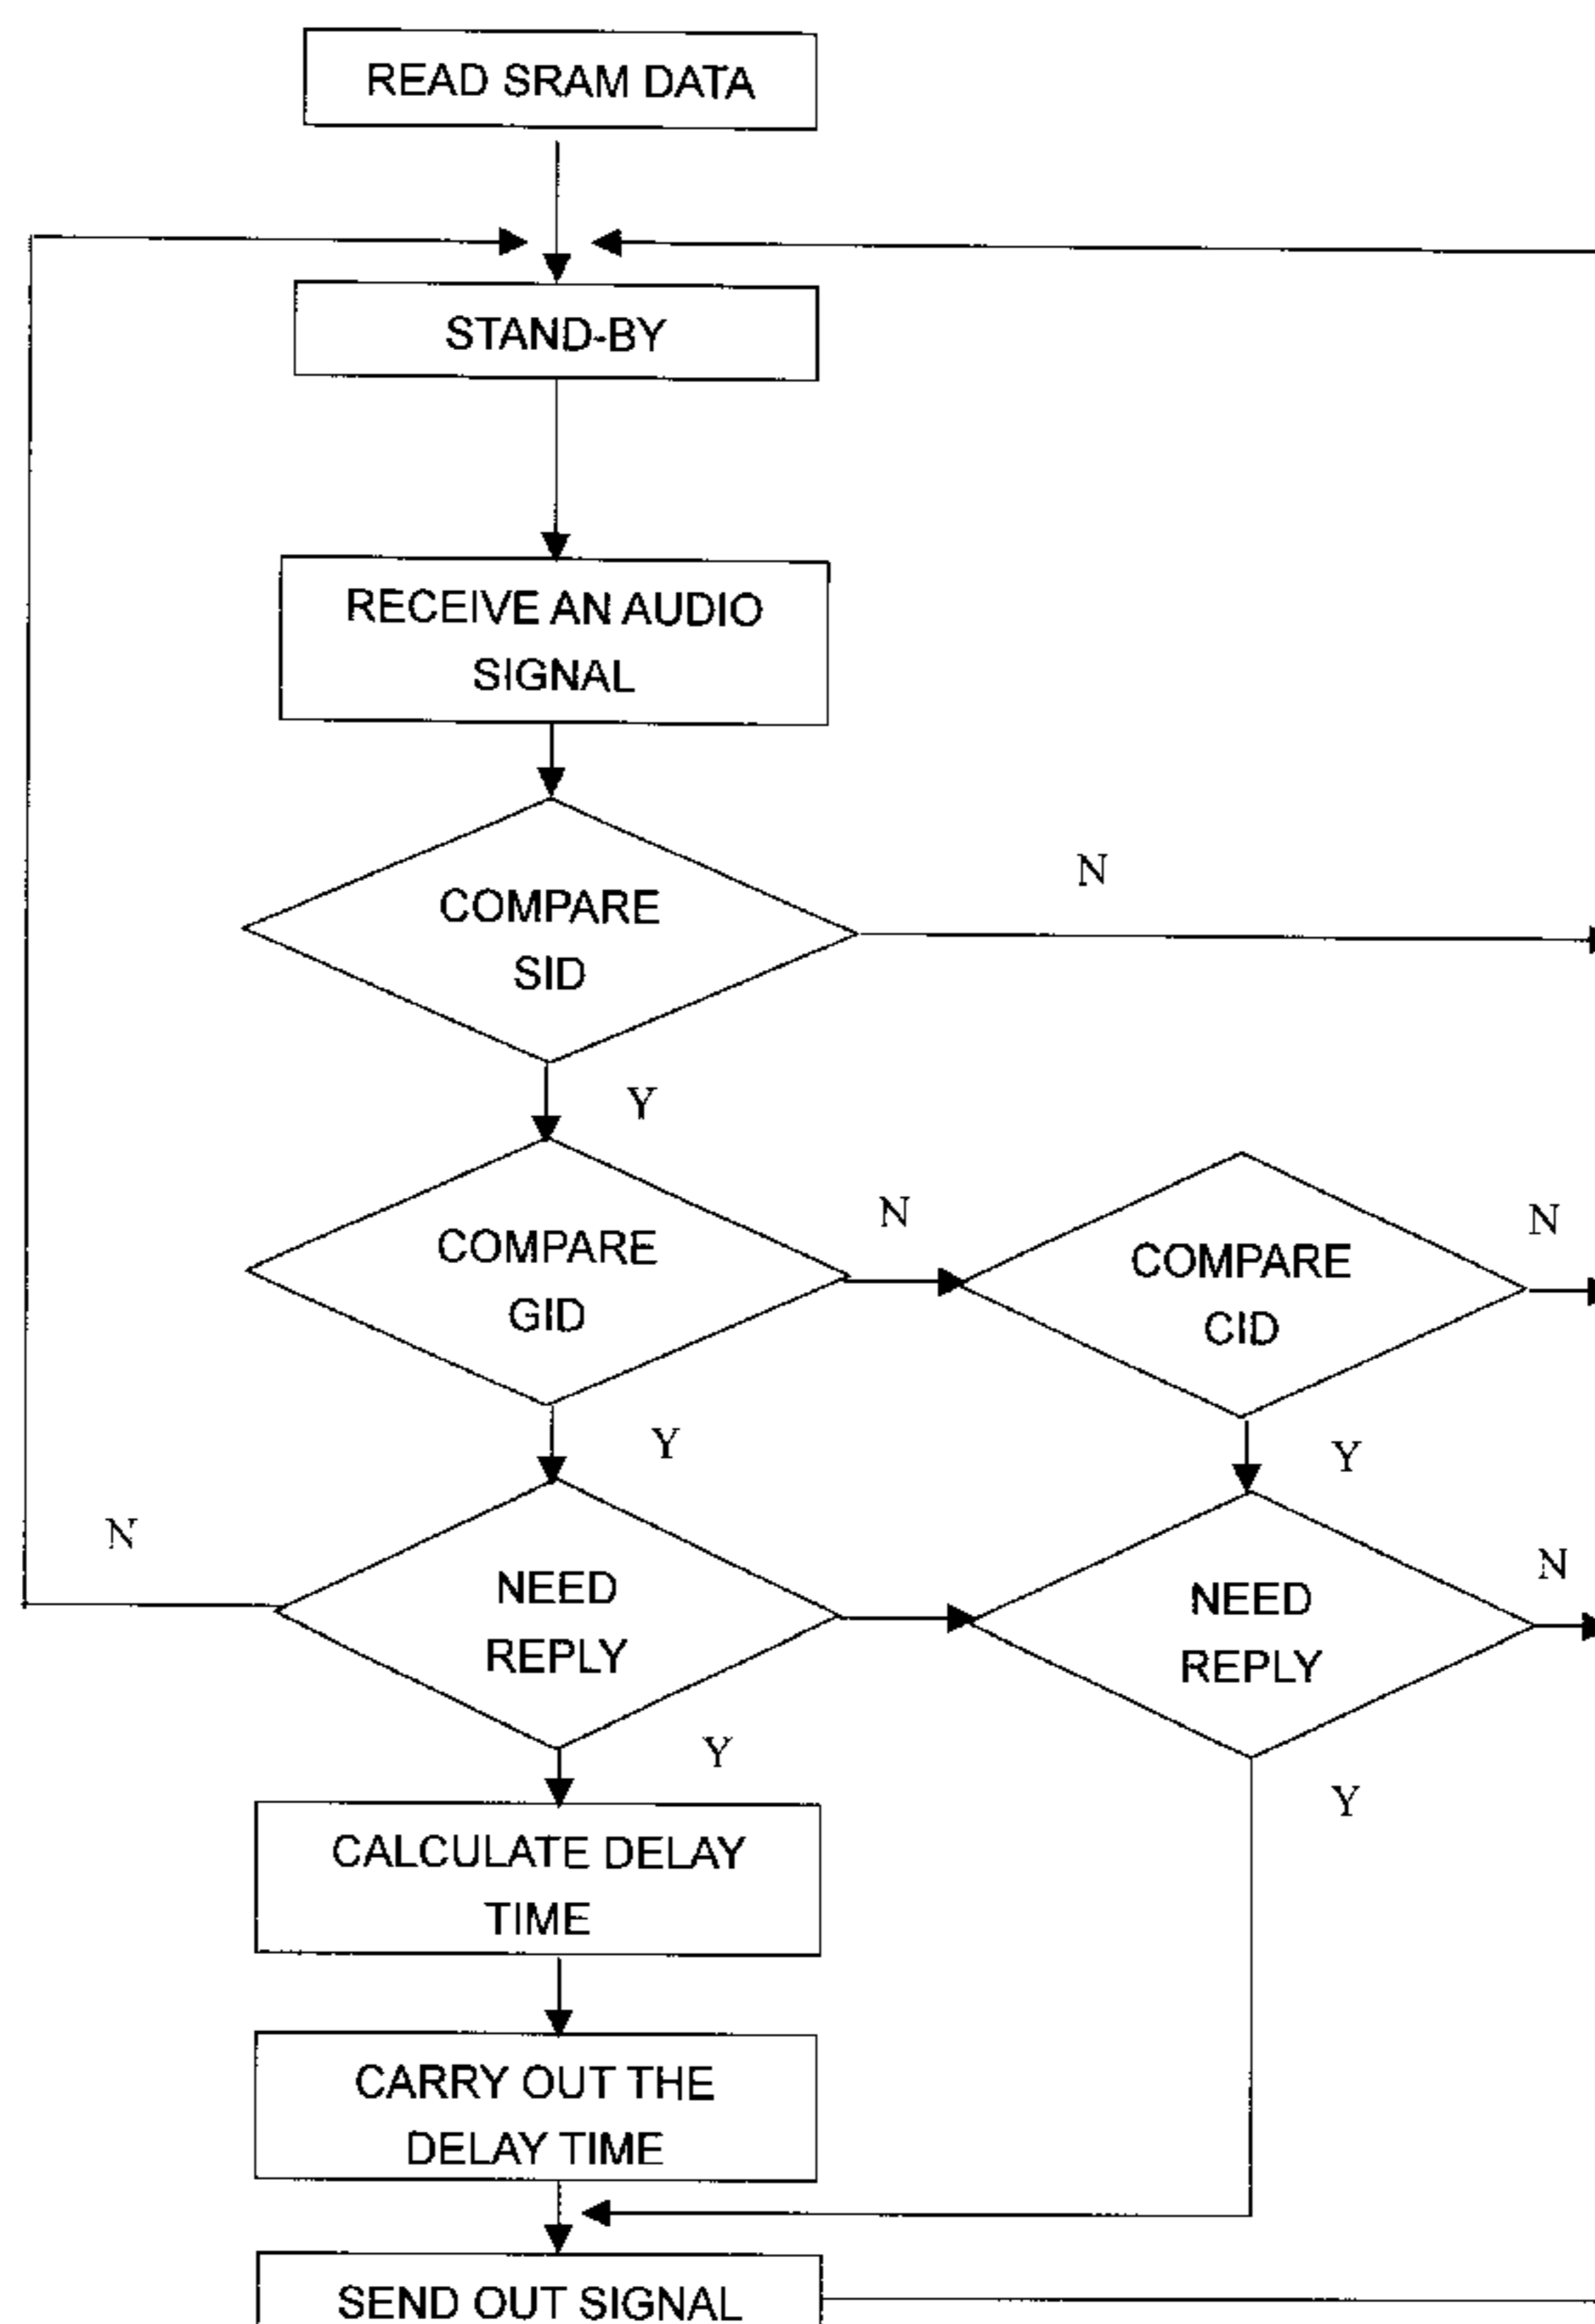 READ SRAM DATA
STAND-BY
RECEIVE AN AUDIO
SIGNAL
COMPARE
SID
N
Y
COMPARE
GID
N
COMPARE
CID
N
Y
Y
N
NEED
REPLY
NEED
REPLY
N
Y
Y
CALCULATE DELAY
TIME
CARRY OUT THE
DELAY TIME
SEND OUT SIGNAL